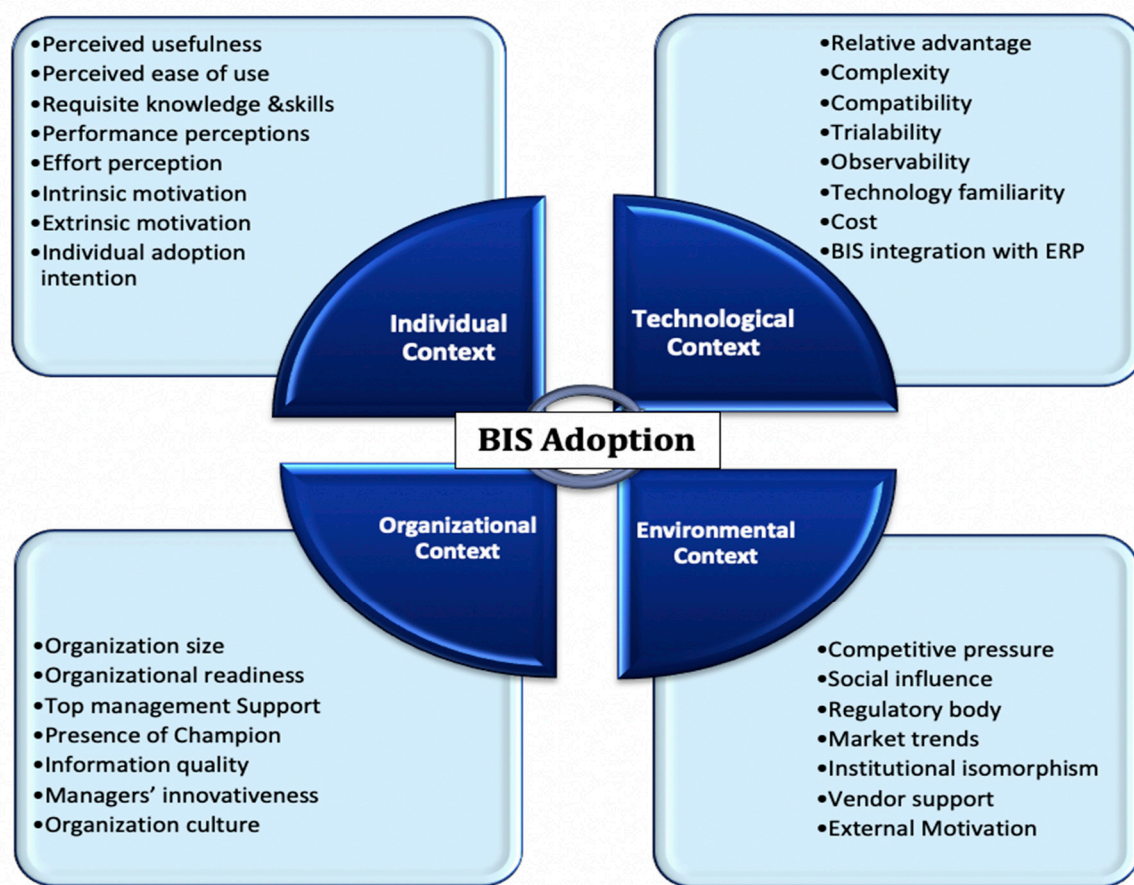 •Perceived usefulness
•Perceived ease of use
•Requisite knowledge &skills
•Performance perceptions
•Effort perception
•Intrinsic motivation
•Extrinsic motivation
•Individual adoption
intention
•Relative advantage
•Complexity
•Compatibility
•Trialability
•Observability
•Technology familiarity
•Cost
•BIS integration with ERP
Individual
Context
Technological
Context
BIS Adoption
Organizational
Context
Environmental
Context
•Organization size
•Organizational readiness
•Top management Support
•Presence of Champion
•Information quality
•Managers’ innovativeness
•Organization culture
•Competitive pressure
•Social influence
•Regulatory body
•Market trends
•Institutional isomorphism
•Vendor support
•External Motivation